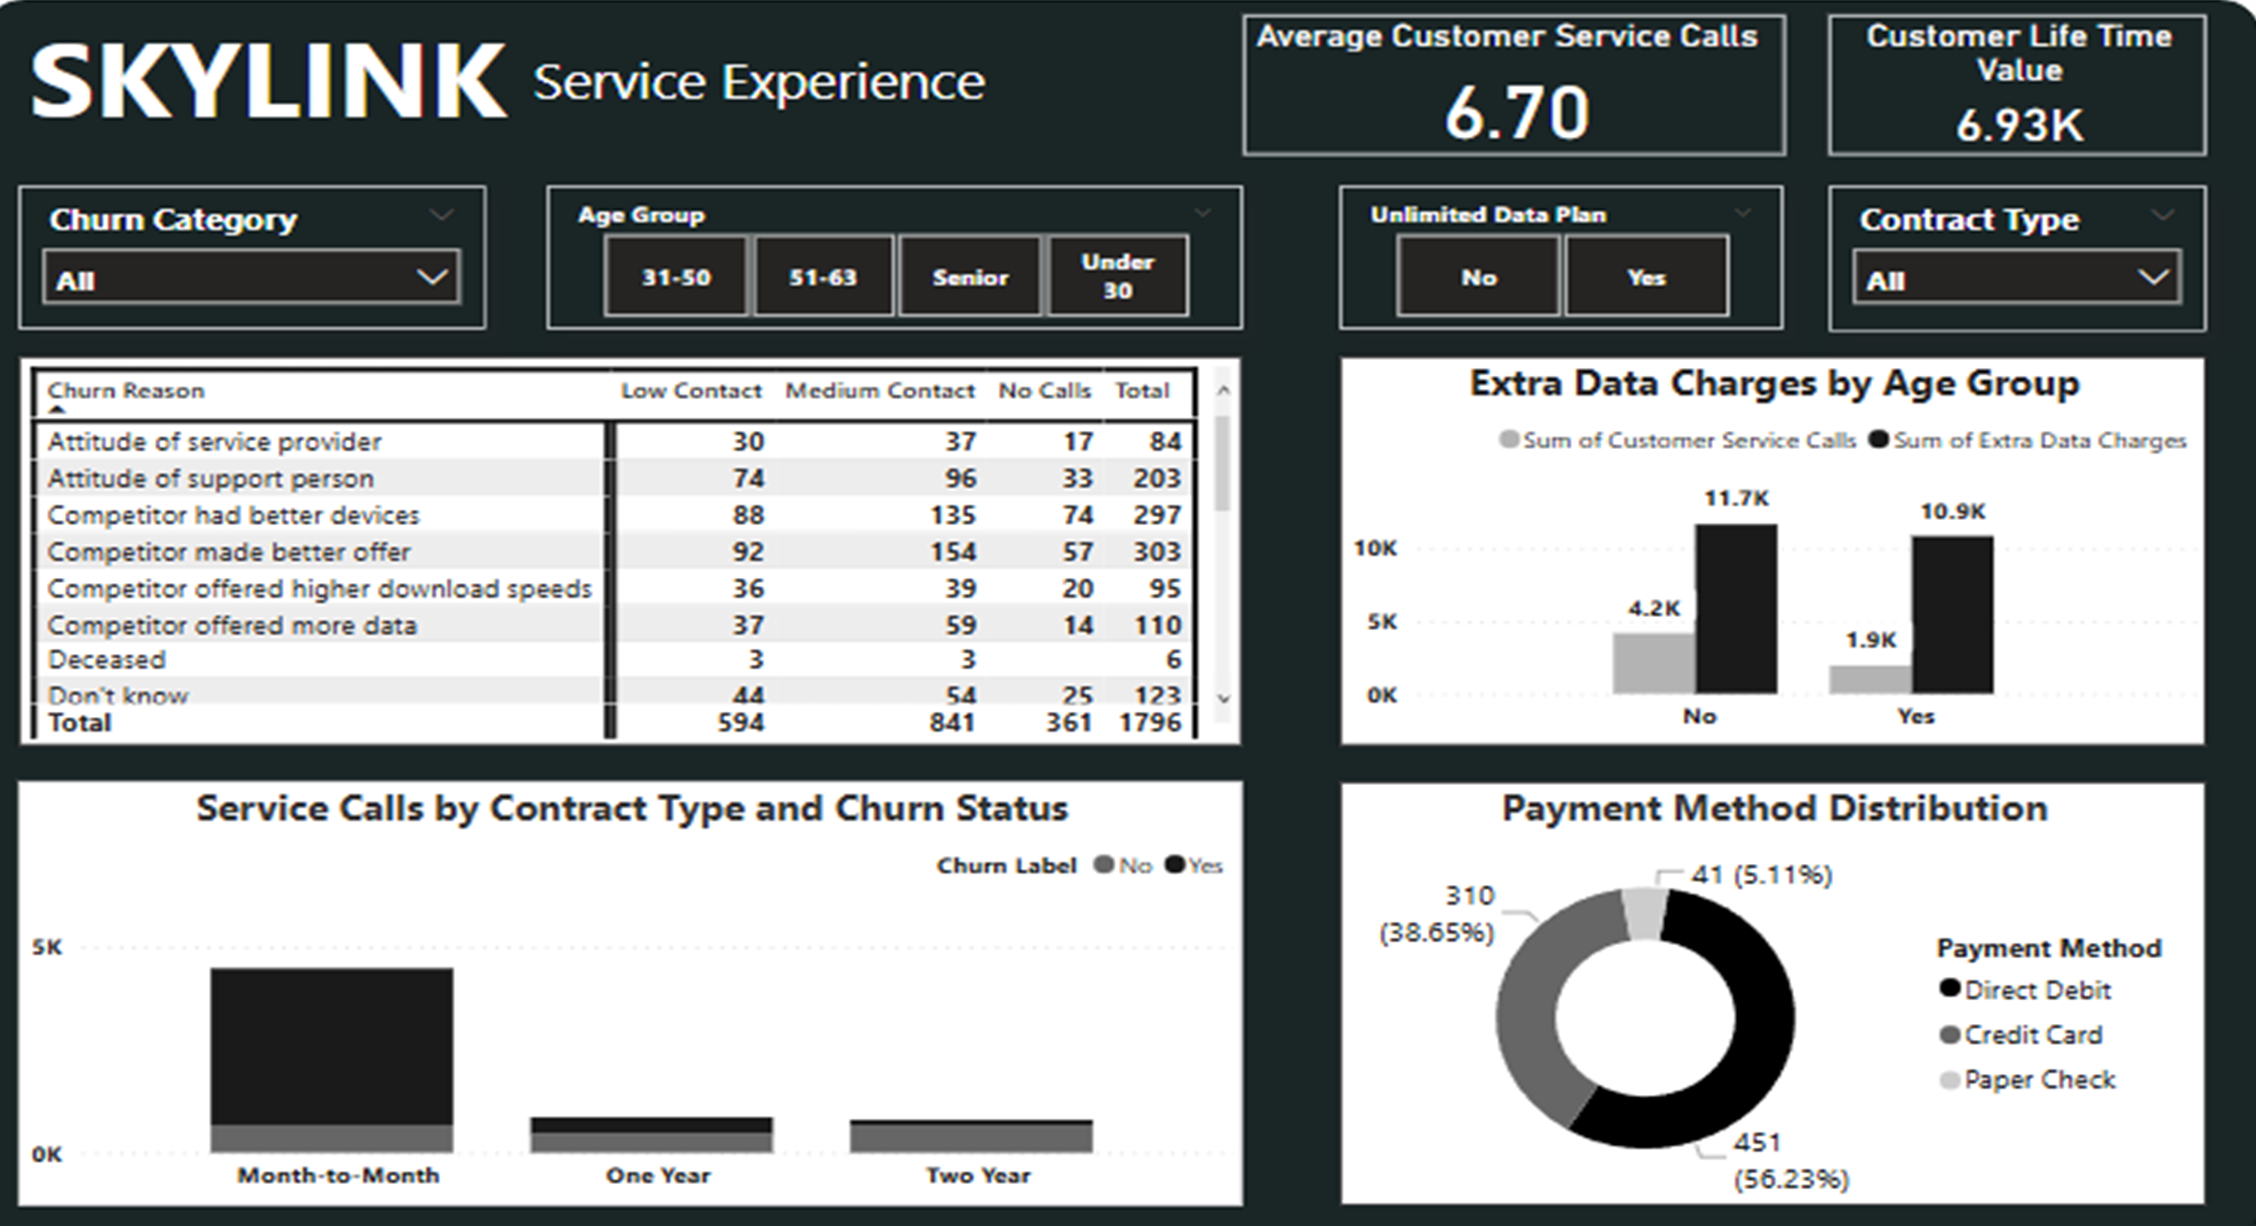 SKYLINK Service Experience
Average Customer Service Calls
6.70
Customer Life Time
Value
6.93K
Churn Category
All
Age Group
31-50
51-63
Senior
Under
30
Unlimited Data Plan
No
Yes
Contract Type
All
Churn Reason Low Contact Medium Contact No Calls Total
Attitude of service provider 30 37 17 84
Attitude of support person 74 96 33 203
Competitor had better devices 88 135 74 297
Competitor made better offer 92 154 57 303
Competitor offered higher download speeds 36 39 20 95
Competitor offered more data 37 59 14 110
Deceased 3 3 6
Don't know 44 54 25 123
Total 594 841 361 1796
Extra Data Charges by Age Group
Sum of Customer Service Calls Sum of Extra Data Charges
11.7K
10.9K
10K
4.2K
5K
1.9K
0K
No Yes
Service Calls by Contract Type and Churn Status
Churn Label No Yes
5K
0K
Month-to-Month One Year Two Year
Payment Method Distribution
41 (5.11%)
310
(38.65%)
Payment Method
Direct Debit
Credit Card
Paper Check
451
(56.23%)